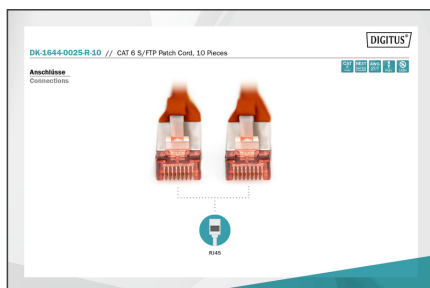 DIGITUS®
DK-1644-0025-R-10 // CAT 6 S/FTP Patch Cord, 10 Pieces
Anschlüsse
Connections
RJ45